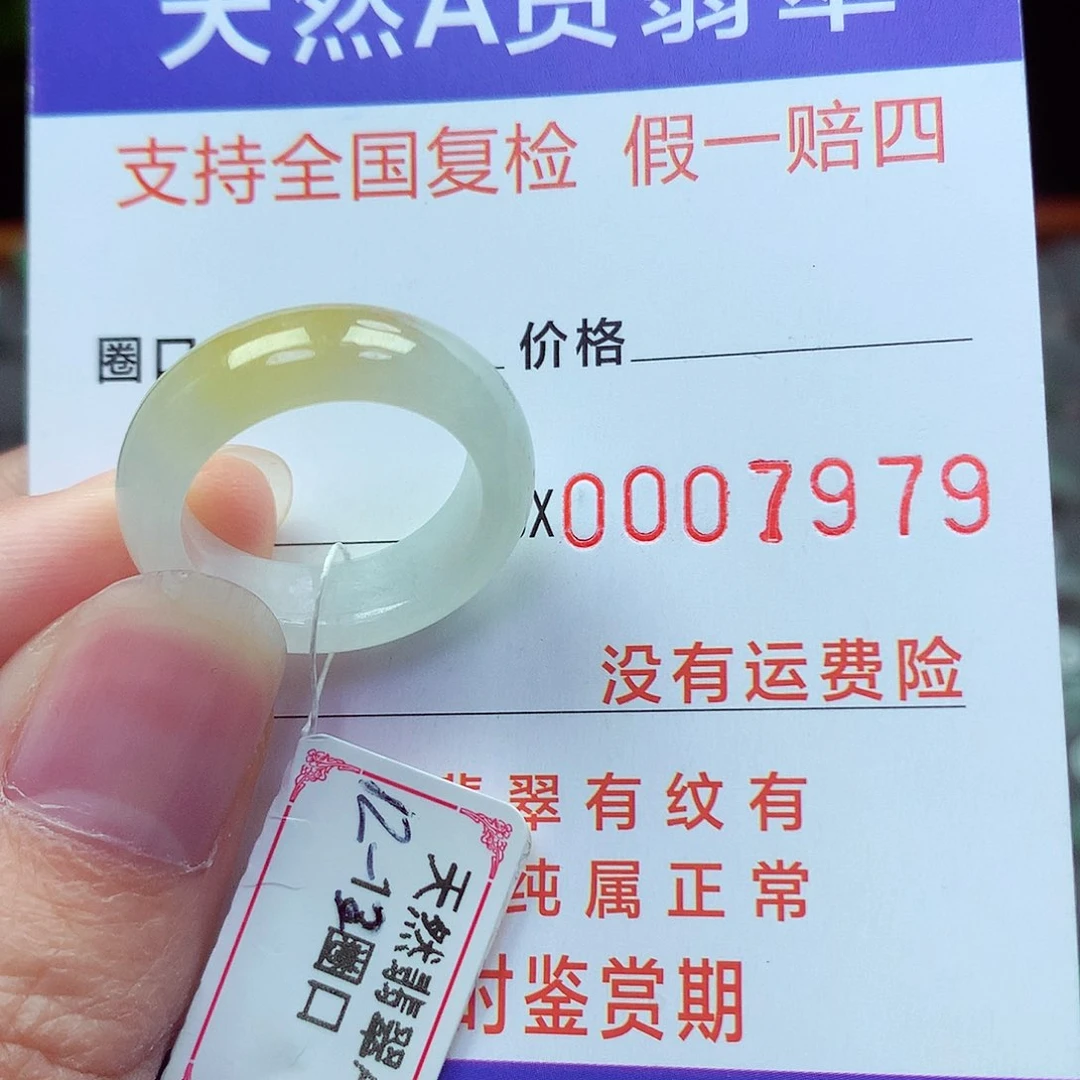 天然A货翡翠
支持全国复检 假一赔四
圈口 价格
X0007979
没有运费险
翡翠有纹有
纯属正常
时鉴赏期
12-13圈口
天然翡翠